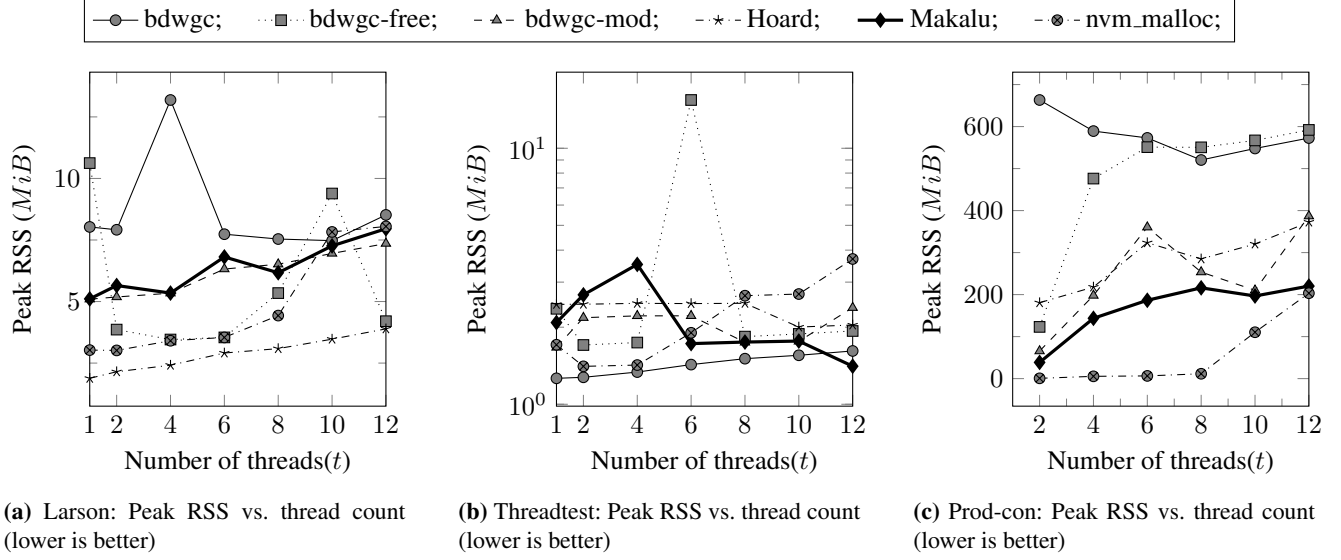 bdwgc; bdwgc-free; bdwgc-mod; Hoard; Makalu; nvm_malloc;
Peak RSS (MiB)
10
5
1 2 4 6 8 10 12
Number of threads(t)
(a) Larson: Peak RSS vs. thread count
(lower is better)
Peak RSS (MiB)
10^1
10^0
1 2 4 6 8 10 12
Number of threads(t)
(b) Threadtest: Peak RSS vs. thread count
(lower is better)
Peak RSS (MiB)
600
400
200
0
2 4 6 8 10 12
Number of threads(t)
(c) Prod-con: Peak RSS vs. thread count
(lower is better)